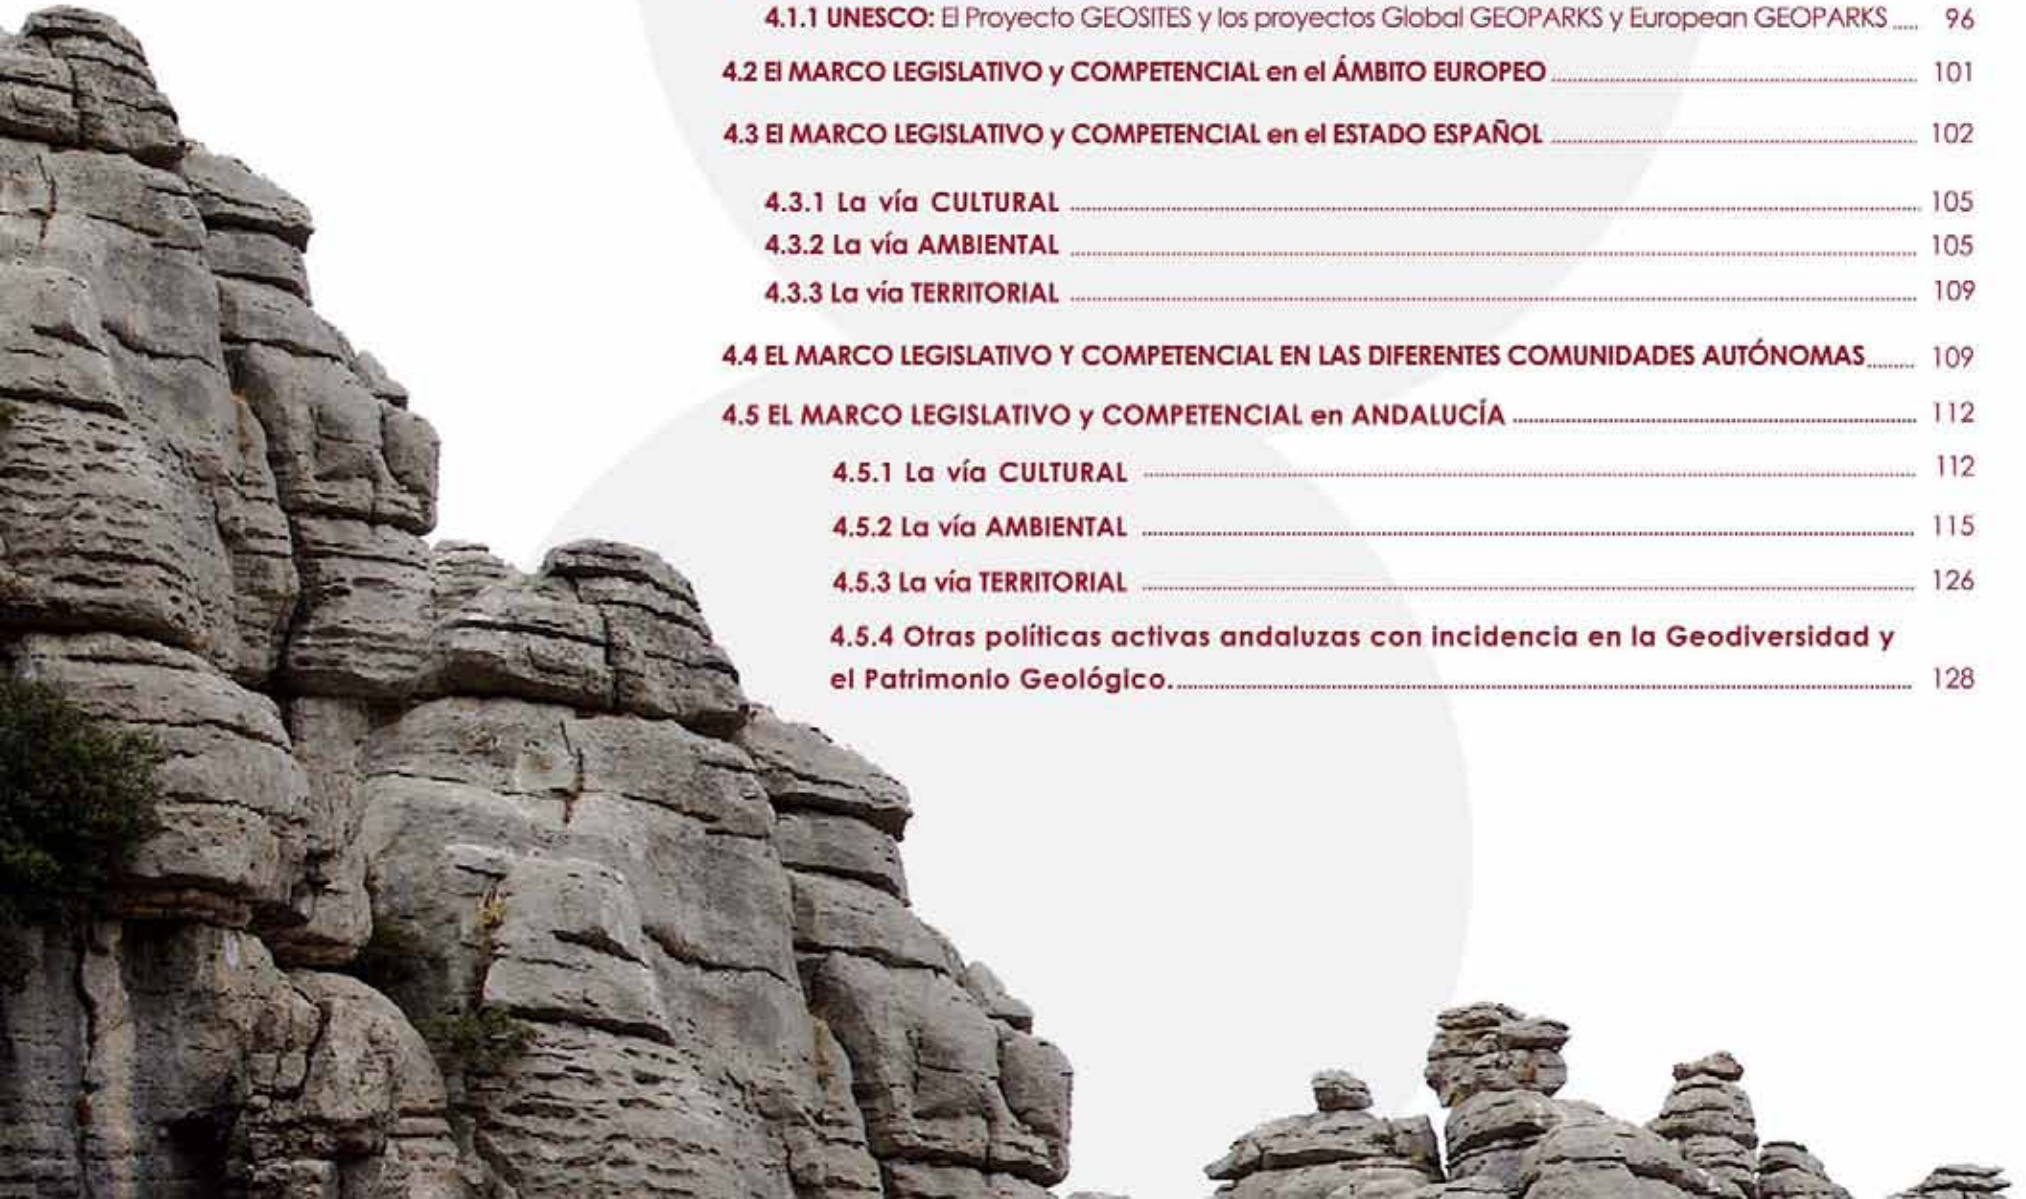 4.1.1 UNESCO: El Proyecto GEOSITES y los proyectos Global GEOPARKS y European GEOPARKS ..... 96
4.2 El MARCO LEGISLATIVO y COMPETENCIAL en el ÁMBITO EUROPEO ..... 101
4.3 El MARCO LEGISLATIVO y COMPETENCIAL en el ESTADO ESPAÑOL ..... 102
4.3.1 La vía CULTURAL ..... 105
4.3.2 La vía AMBIENTAL ..... 105
4.3.3 La vía TERRITORIAL ..... 109
4.4 EL MARCO LEGISLATIVO Y COMPETENCIAL EN LAS DIFERENTES COMUNIDADES AUTÓNOMAS ..... 109
4.5 EL MARCO LEGISLATIVO y COMPETENCIAL en ANDALUCÍA ..... 112
4.5.1 La vía CULTURAL ..... 112
4.5.2 La vía AMBIENTAL ..... 115
4.5.3 La vía TERRITORIAL ..... 126
4.5.4 Otras políticas activas andaluzas con incidencia en la Geodiversidad y
el Patrimonio Geológico. ..... 128